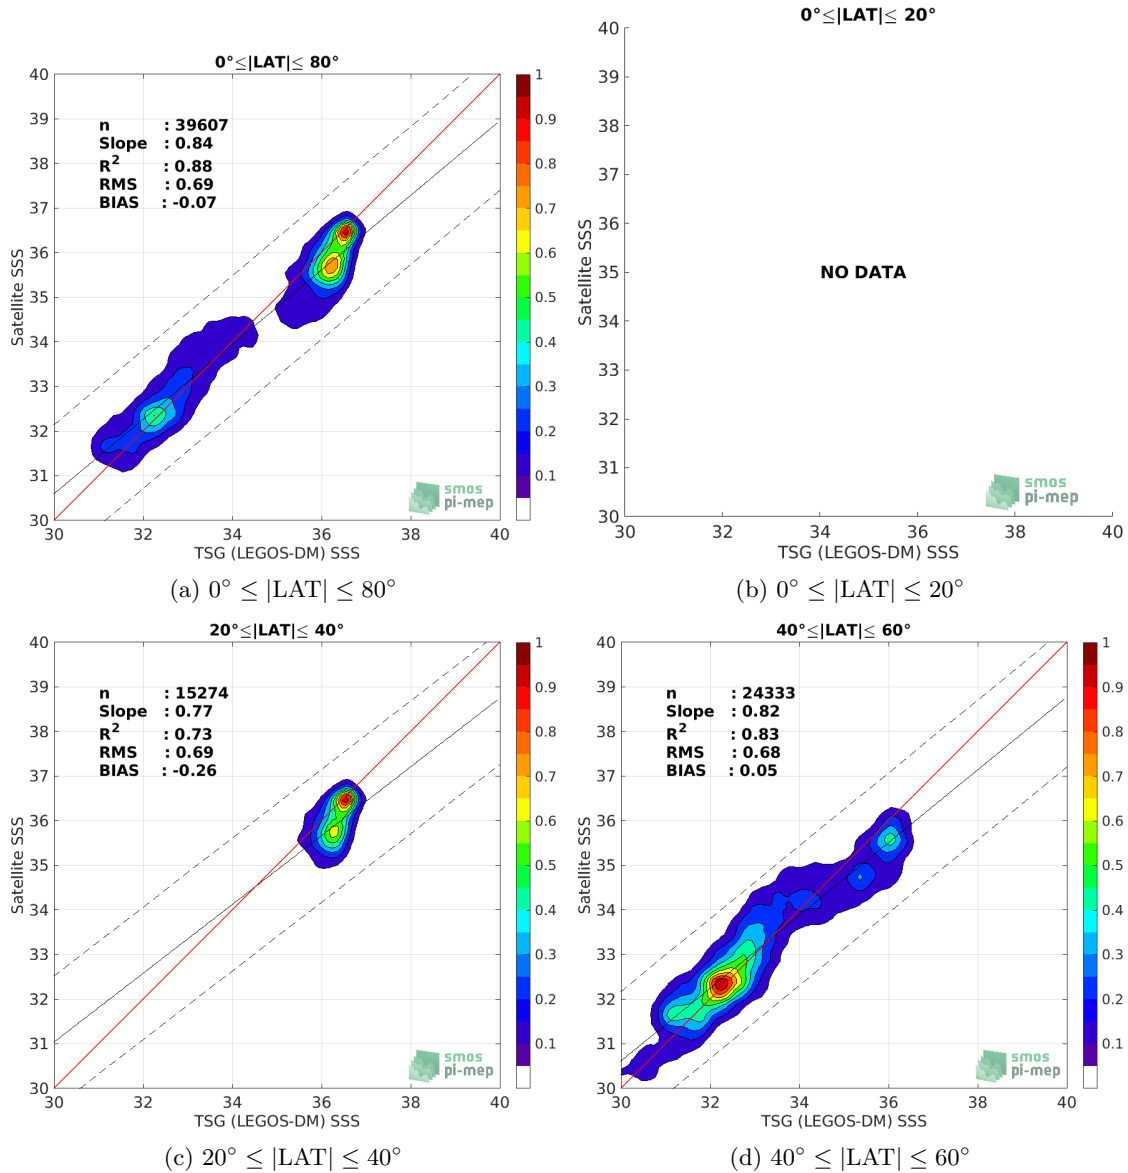 0°≤|LAT|≤ 80°
40
39
38
37
36
35
34
33
32
31
30
30 32 34 36 38 40
Satellite SSS
TSG (LEGOS-DM) SSS
n : 39607
Slope : 0.84
R² : 0.88
RMS : 0.69
BIAS : -0.07
1
0.9
0.8
0.7
0.6
0.5
0.4
0.3
0.2
0.1
smos
pi-mep
(a) 0° ≤ |LAT| ≤ 80°
0°≤|LAT|≤ 20°
40
39
38
37
36
35
34
33
32
31
30
30 32 34 36 38 40
Satellite SSS
TSG (LEGOS-DM) SSS
NO DATA
smos
pi-mep
(b) 0° ≤ |LAT| ≤ 20°
20°≤|LAT|≤ 40°
40
39
38
37
36
35
34
33
32
31
30
30 32 34 36 38 40
Satellite SSS
TSG (LEGOS-DM) SSS
n : 15274
Slope : 0.77
R² : 0.73
RMS : 0.69
BIAS : -0.26
1
0.9
0.8
0.7
0.6
0.5
0.4
0.3
0.2
0.1
smos
pi-mep
(c) 20° ≤ |LAT| ≤ 40°
40°≤|LAT|≤ 60°
40
39
38
37
36
35
34
33
32
31
30
30 32 34 36 38 40
Satellite SSS
TSG (LEGOS-DM) SSS
n : 24333
Slope : 0.82
R² : 0.83
RMS : 0.68
BIAS : 0.05
1
0.9
0.8
0.7
0.6
0.5
0.4
0.3
0.2
0.1
smos
pi-mep
(d) 40° ≤ |LAT| ≤ 60°